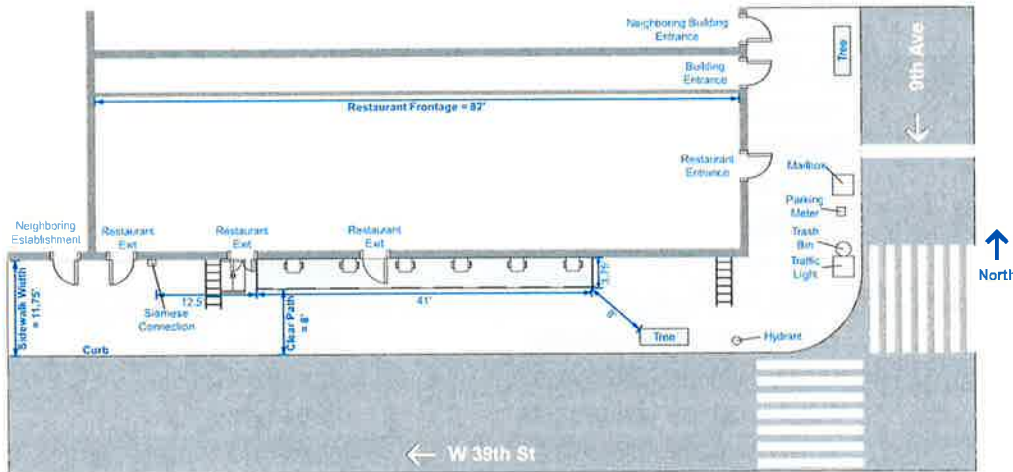 Neighboring Building
Entrance
Tree
9th Ave
Building
Entrance
Restaurant Frontage = 82'
Restaurant
Entrance
Mailbox
Parking
Meter
Trash
Bin
Traffic
Light
North
Neighboring
Establishment
Restaurant
Exit
Restaurant
Exit
Restaurant
Exit
Sidewalk Width
= 11.75'
12.5'
41'
3.75'
8'
Siamese
Connection
Clear Path
= 8'
Tree
Hydrant
Curb
W 39th St